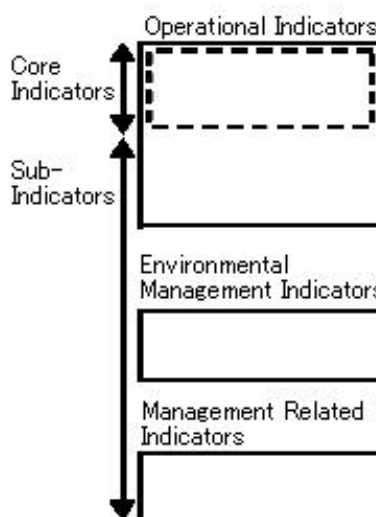 Operational Indicators
Core
Indicators
Sub-
Indicators
Environmental
Management Indicators
Management Related
Indicators